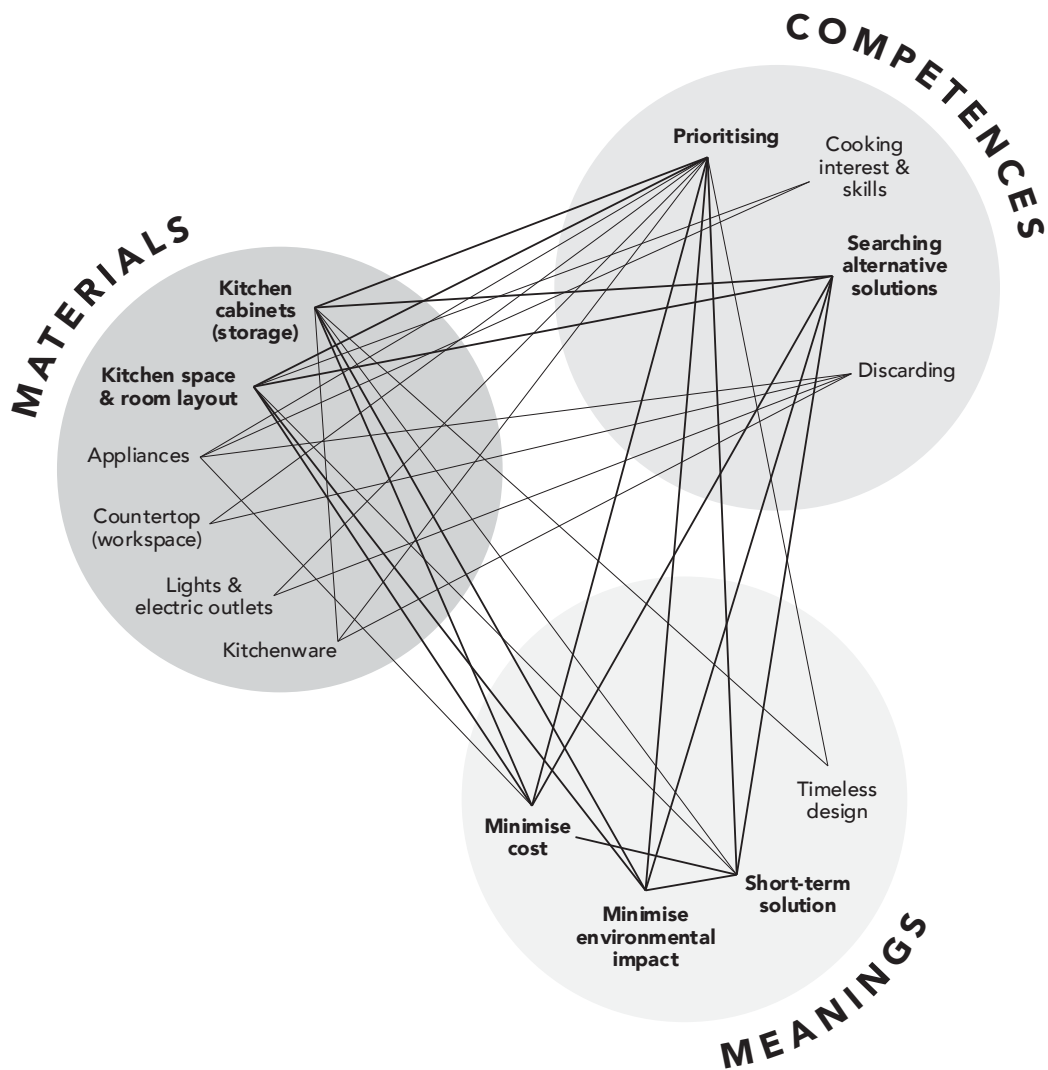 COMPETENCES
Prioritising
Cooking
interest &
skills
Searching
alternative
solutions
Discarding
MATERIALS
Kitchen
cabinets
(storage)
Kitchen space
& room layout
Appliances
Countertop
(workspace)
Lights &
electric outlets
Kitchenware
Timeless
design
Minimise
cost
Short-term
solution
Minimise
environmental
impact
MEANINGS